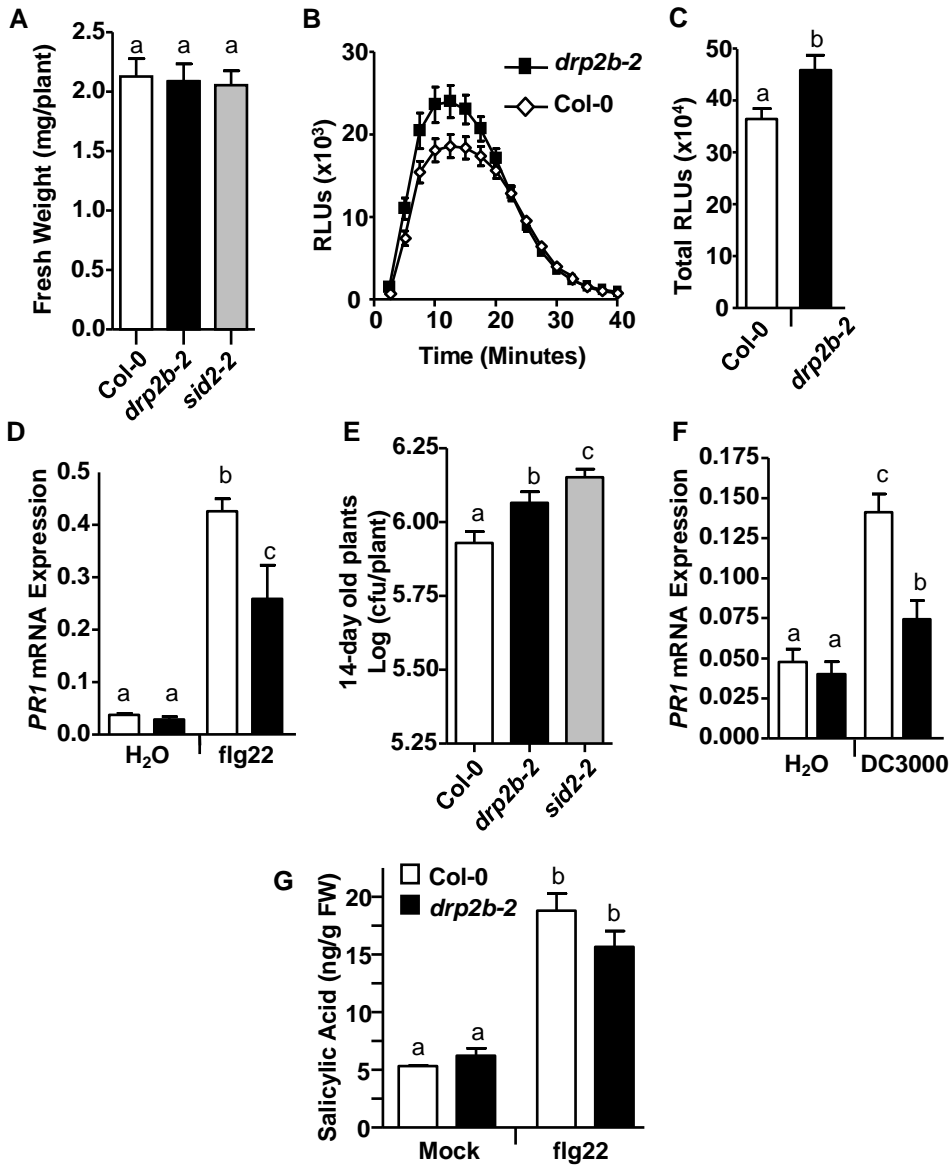 A
Fresh Weight (mg/plant)
2.5
2.0
1.5
1.0
0.5
0.0
a
a
a
Col-0
drp2b-2
sid2-2
B
RLUs (x10³)
30
20
10
0
0
10
20
30
40
Time (Minutes)
drp2b-2
Col-0
C
Total RLUs (x10⁴)
50
40
30
20
10
0
a
b
Col-0
drp2b-2
D
PR1 mRNA Expression
0.5
0.4
0.3
0.2
0.1
0.0
a
a
b
c
H₂O
flg22
E
14-day old plants
Log (cfu/plant)
6.25
6.00
5.75
5.50
5.25
a
b
c
Col-0
drp2b-2
sid2-2
F
PR1 mRNA Expression
0.175
0.150
0.125
0.100
0.075
0.050
0.025
0.000
a
a
c
b
H₂O
DC3000
G
Salicylic Acid (ng/g FW)
20
15
10
5
0
Col-0
drp2b-2
a
a
b
b
Mock
flg22